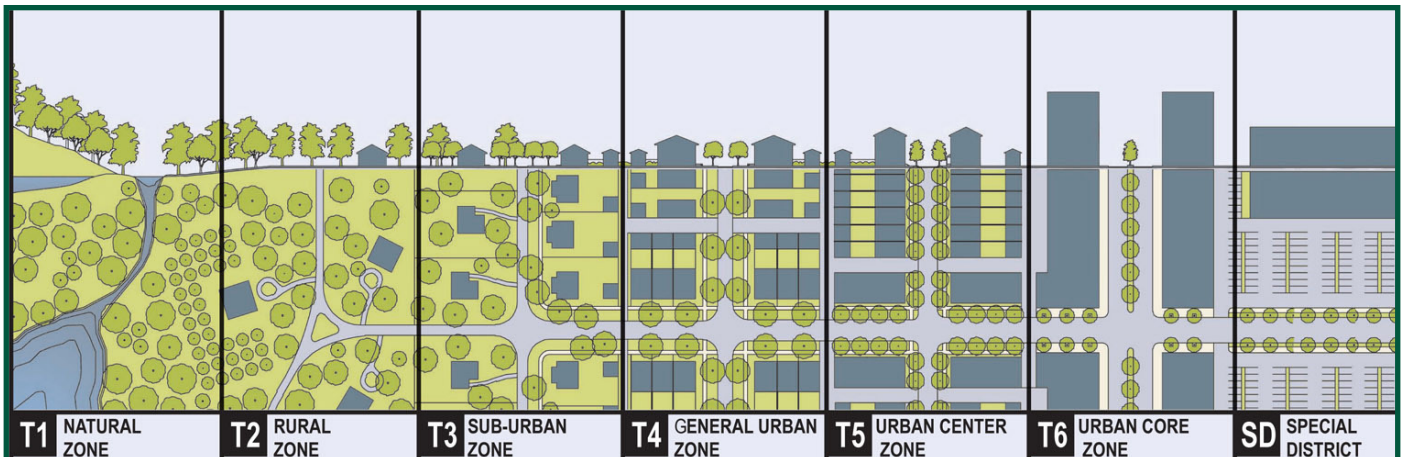 T1 NATURAL
ZONE
T2 RURAL
ZONE
T3 SUB-URBAN
ZONE
T4 GENERAL URBAN
ZONE
T5 URBAN CENTER
ZONE
T6 URBAN CORE
ZONE
SD SPECIAL
DISTRICT